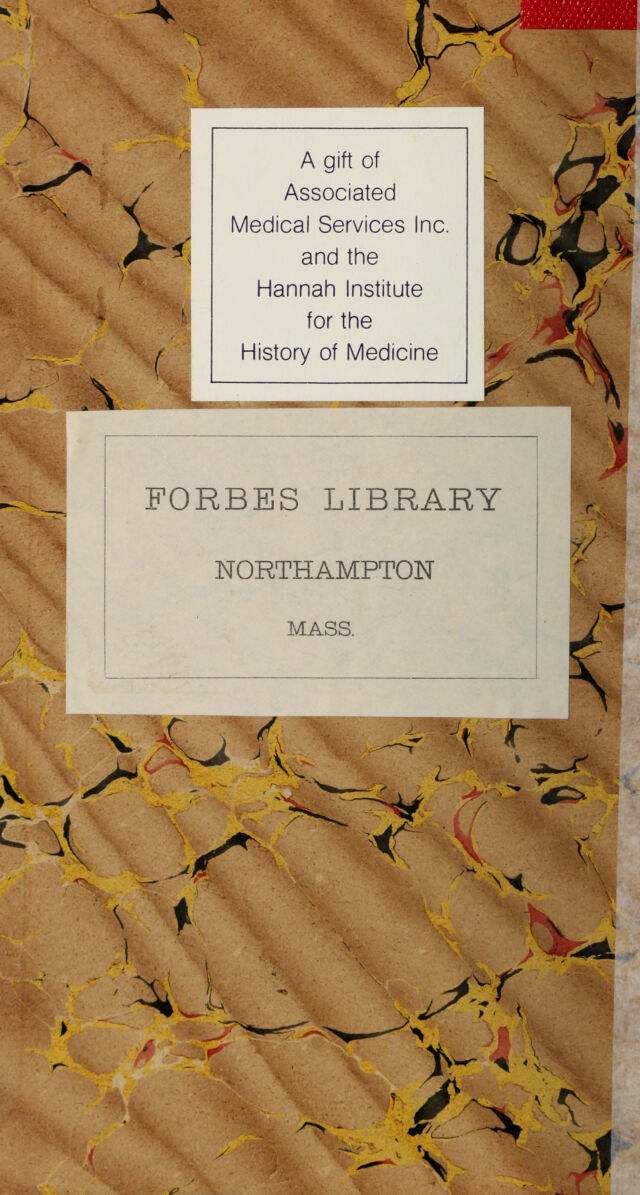 A gift of
Associated
Medical Services Inc.
and the
Hannah Institute
for the
History of Medicine
FORBES LIBRARY
NORTHAMPTON
MASS.